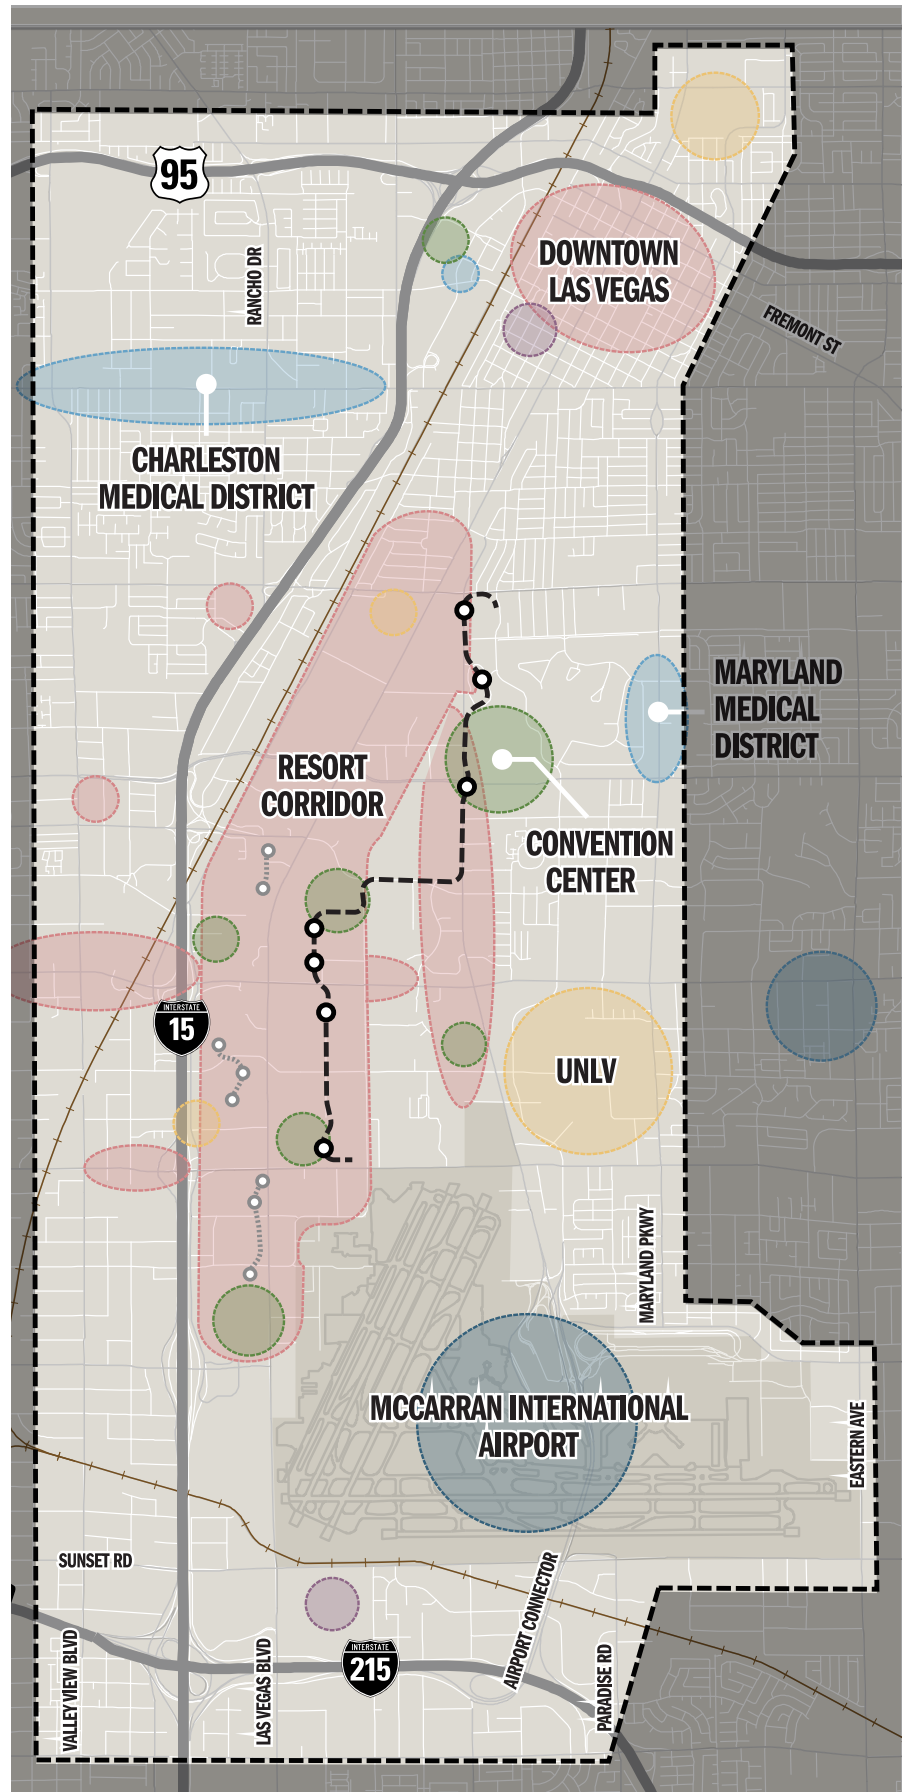 95
RANCHO DR
DOWNTOWN
LAS VEGAS
FREMONT ST
CHARLESTON
MEDICAL DISTRICT
MARYLAND
MEDICAL
DISTRICT
RESORT
CORRIDOR
CONVENTION
CENTER
INTERSTATE
15
UNLV
MARYLAND PKWY
MCCARRAN INTERNATIONAL
AIRPORT
EASTERN AVE
SUNSET RD
AIRPORT CONNECTOR
VALLEY VIEW BLVD
LAS VEGAS BLVD
INTERSTATE
215
PARADISE RD